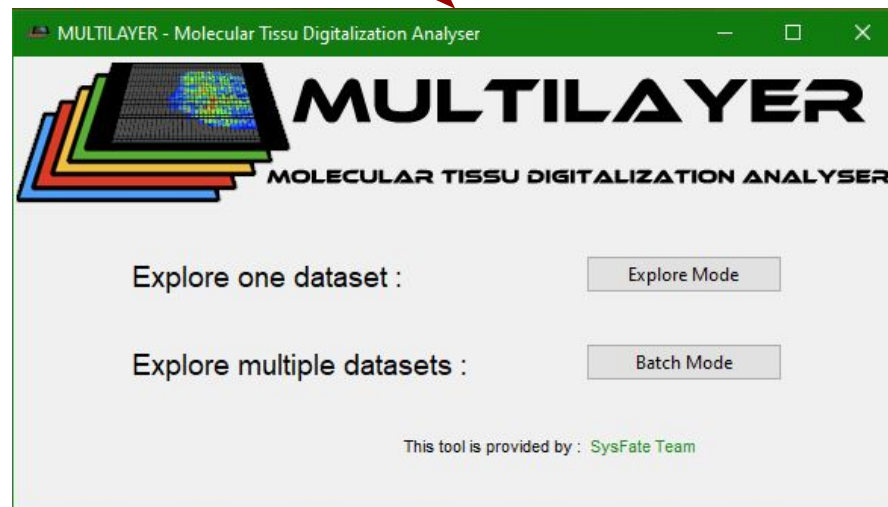 MULTILAYER - Molecular Tissu Digitalization Analyser
MULTILAYER
MOLECULAR TISSU DIGITALIZATION ANALYSER
Explore one dataset : Explore Mode
Explore multiple datasets : Batch Mode
This tool is provided by : SysFate Team